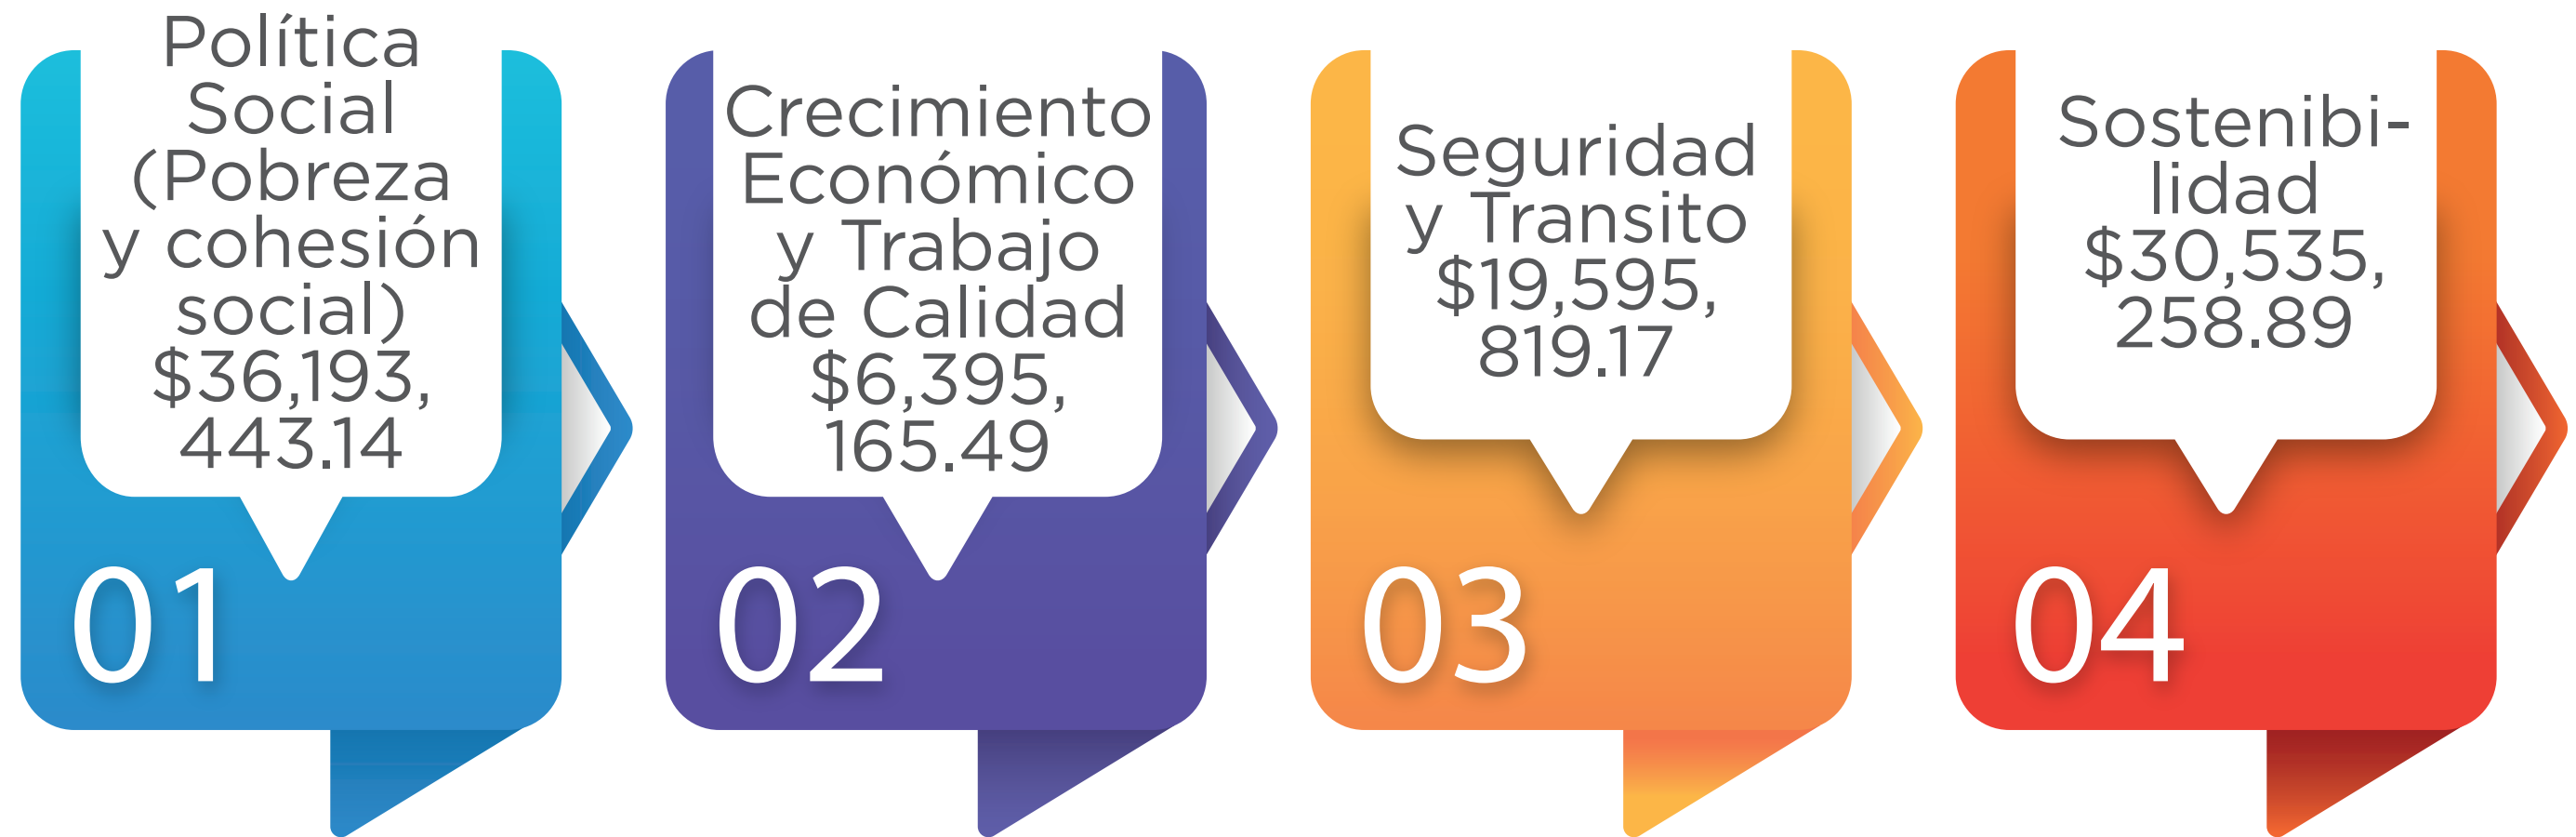 Política
Social
(Pobreza
y cohesión
social)
$36,193,
443.14
01
Crecimiento
Económico
y Trabajo
de Calidad
$6,395,
165.49
02
Seguridad
y Transito
$19,595,
819.17
03
Sostenibi-
lidad
$30,535,
258.89
04